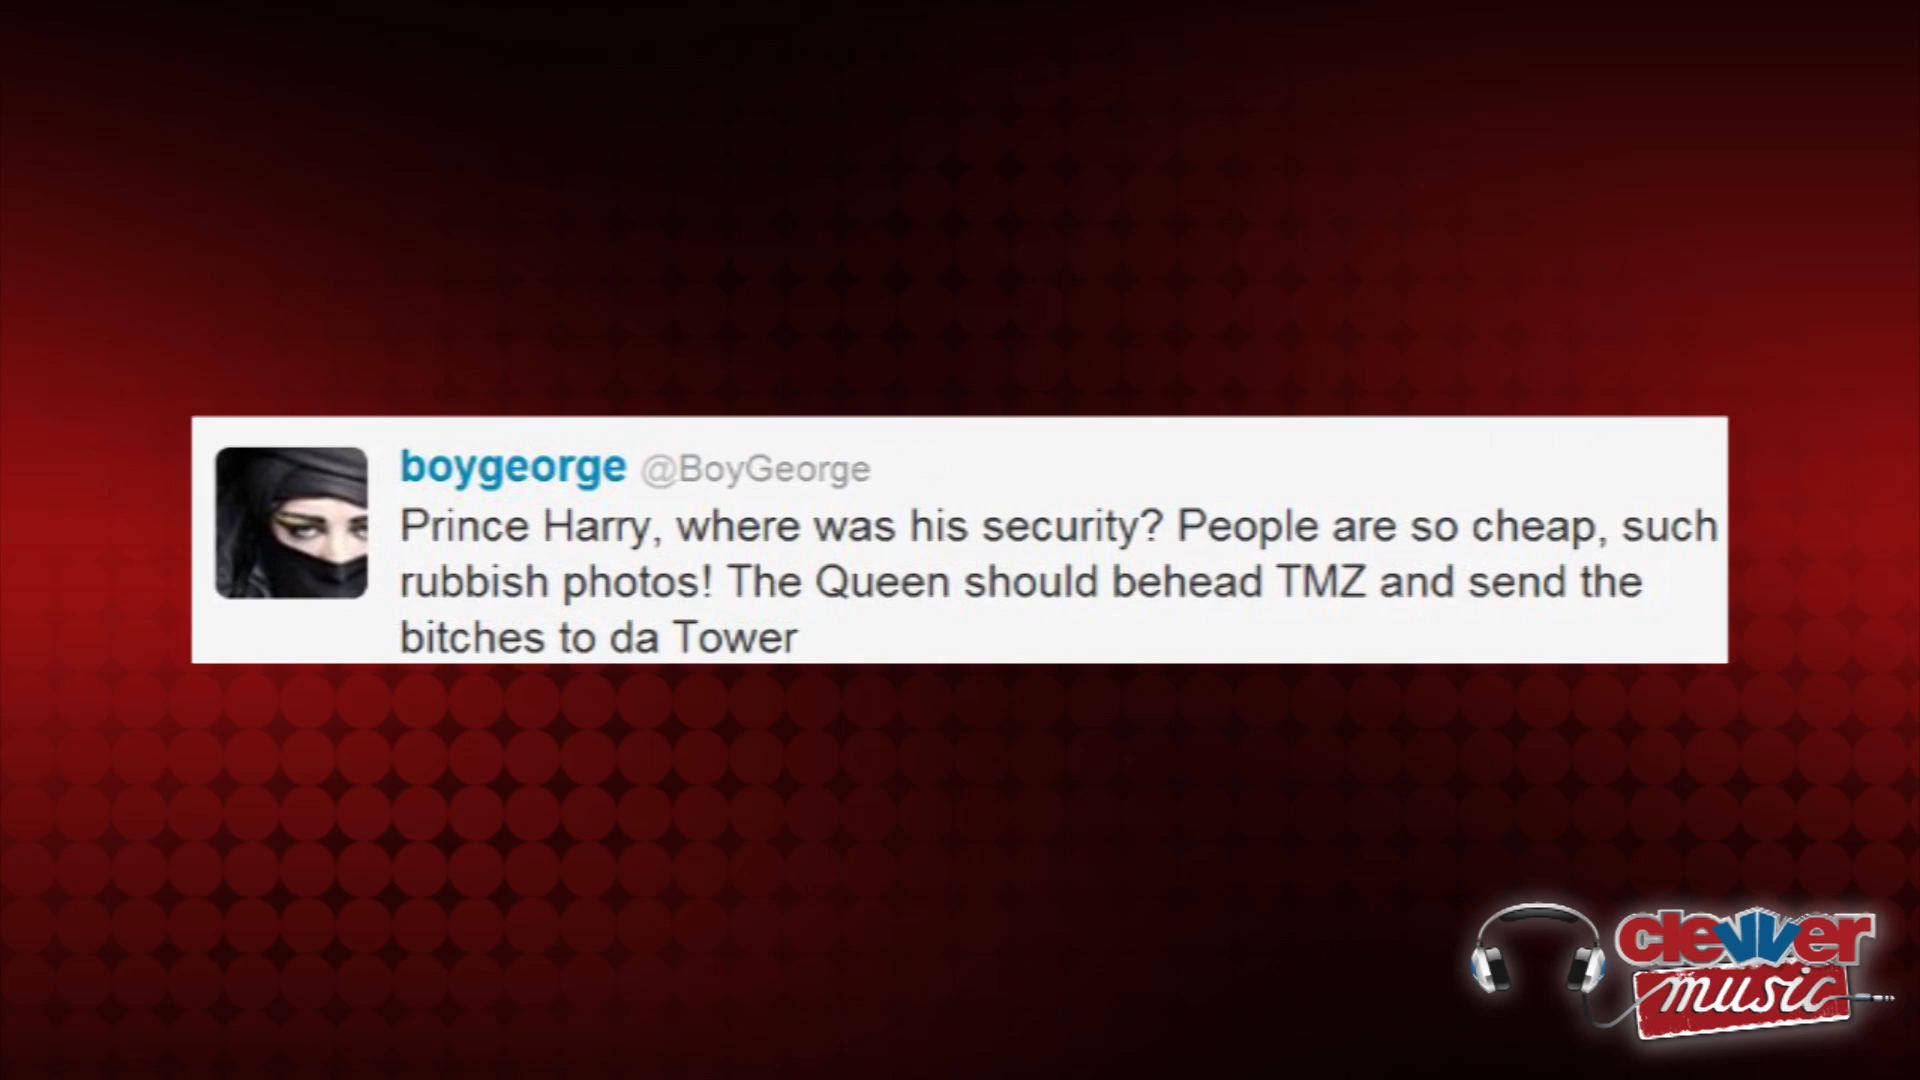 boygeorge @BoyGeorge
Prince Harry, where was his security? People are so cheap, such
rubbish photos! The Queen should behead TMZ and send the
bitches to da Tower
clevver
music